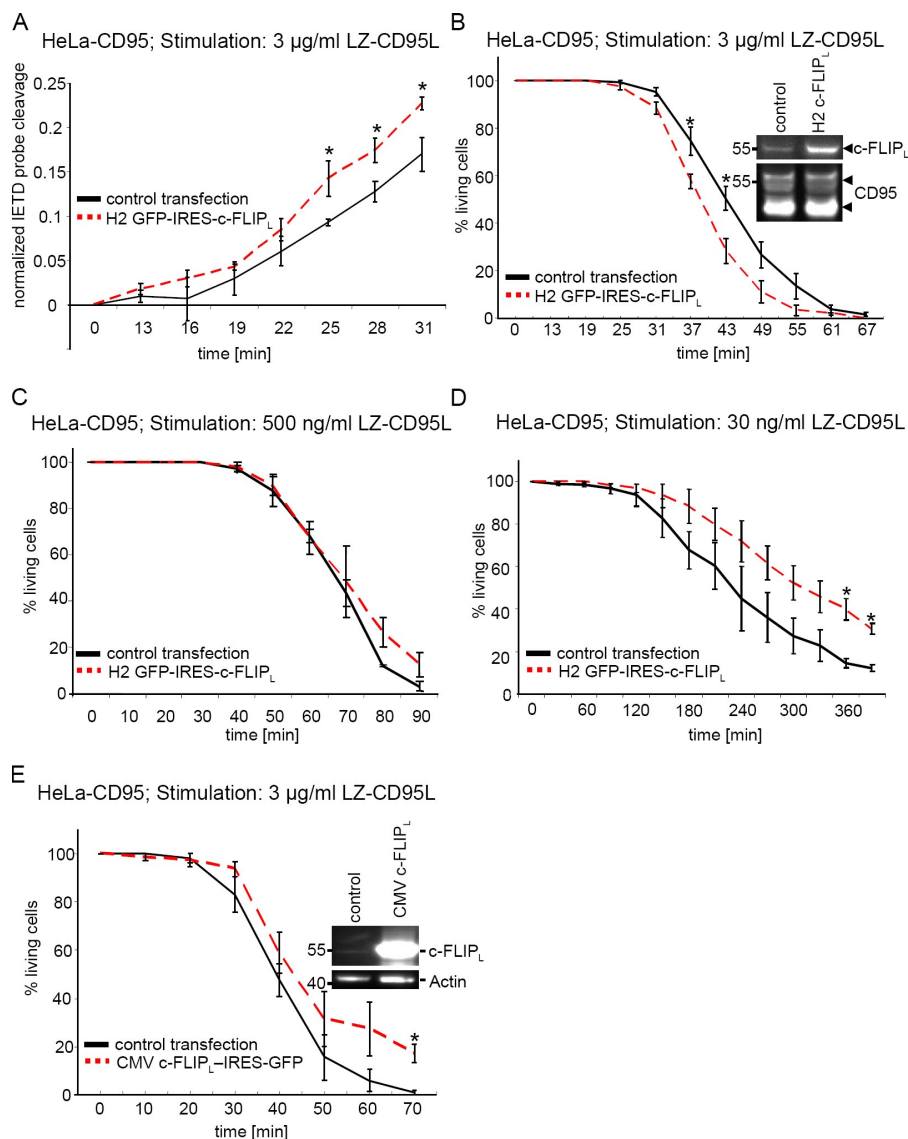 A
HeLa-CD95; Stimulation: 3 µg/ml LZ-CD95L
normalized IETD probe cleavage
0.25
0.2
0.15
0.1
0.05
0
*
*
*
control transfection
H2 GFP-IRES-c-FLIPL
0 13 16 19 22 25 28 31
time [min]
B
HeLa-CD95; Stimulation: 3 µg/ml LZ-CD95L
% living cells
100
80
60
40
20
0
*
*
control
H2 c-FLIPL
55
c-FLIPL
55
CD95
control transfection
H2 GFP-IRES-c-FLIPL
0 13 19 25 31 37 43 49 55 61 67
time [min]
C
HeLa-CD95; Stimulation: 500 ng/ml LZ-CD95L
% living cells
100
80
60
40
20
0
control transfection
H2 GFP-IRES-c-FLIPL
0 10 20 30 40 50 60 70 80 90
time [min]
D
HeLa-CD95; Stimulation: 30 ng/ml LZ-CD95L
% living cells
100
80
60
40
20
0
*
*
control transfection
H2 GFP-IRES-c-FLIPL
0 60 120 180 240 300 360
time [min]
E
HeLa-CD95; Stimulation: 3 µg/ml LZ-CD95L
% living cells
100
80
60
40
20
0
control
CMV c-FLIPL
55
c-FLIPL
40
Actin
*
control transfection
CMV c-FLIPL–IRES-GFP
0 10 20 30 40 50 60 70
time [min]